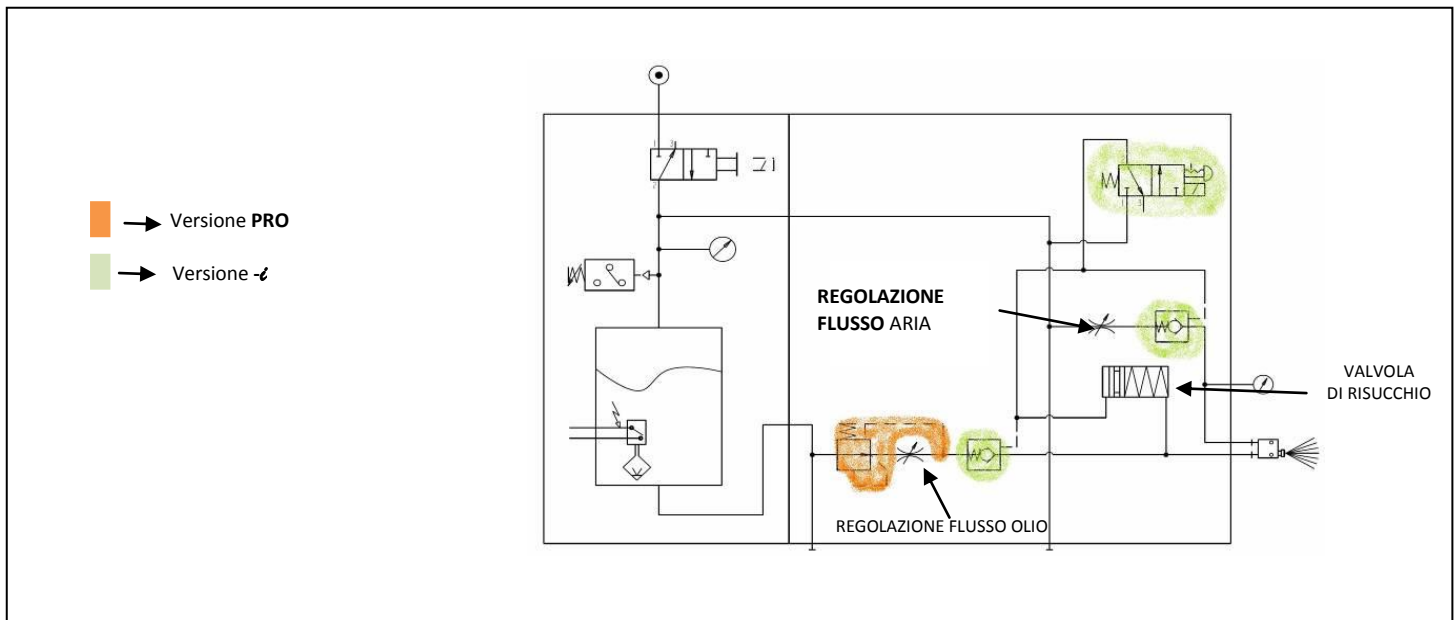 Versione PRO
Versione -i
REGOLAZIONE
FLUSSO ARIA
VALVOLA
DI RISUCCHIO
REGOLAZIONE FLUSSO OLIO